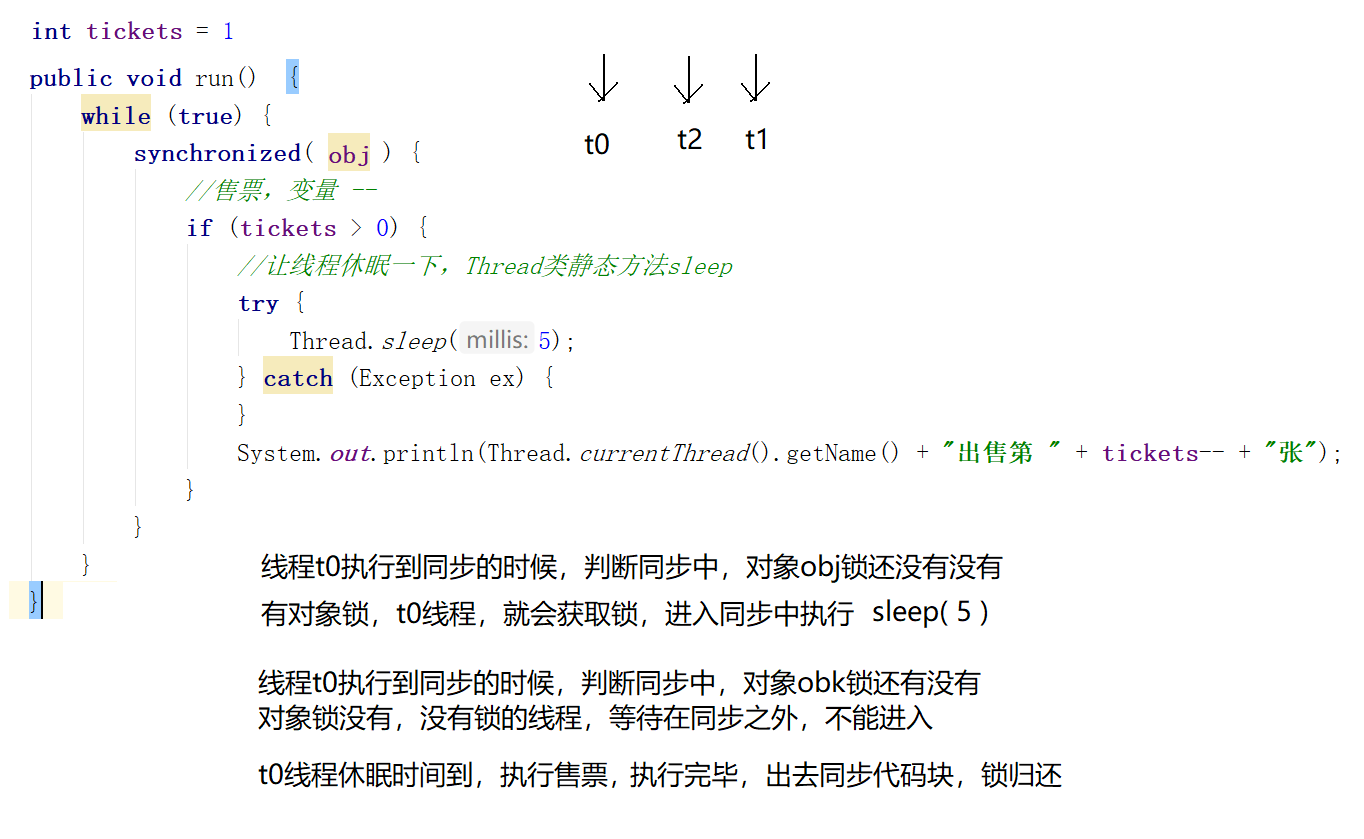 int tickets = 1
public void run() {
while (true) {
synchronized( obj ) {
//售票，变量 --
if (tickets > 0) {
//让线程休眠一下，Thread类静态方法sleep
try {
Thread.sleep( millis: 5);
} catch (Exception ex) {
}
System.out.println(Thread.currentThread().getName() + "出售第 " + tickets-- + "张");
}
}
}
}
t0 t2 t1
线程t0执行到同步的时候，判断同步中，对象obj锁还没有没有
有对象锁，t0线程，就会获取锁，进入同步中执行 sleep( 5 )
线程t0执行到同步的时候，判断同步中，对象obk锁还有没有
对象锁没有，没有锁的线程，等待在同步之外，不能进入
t0线程休眠时间到，执行售票, 执行完毕，出去同步代码块，锁归还